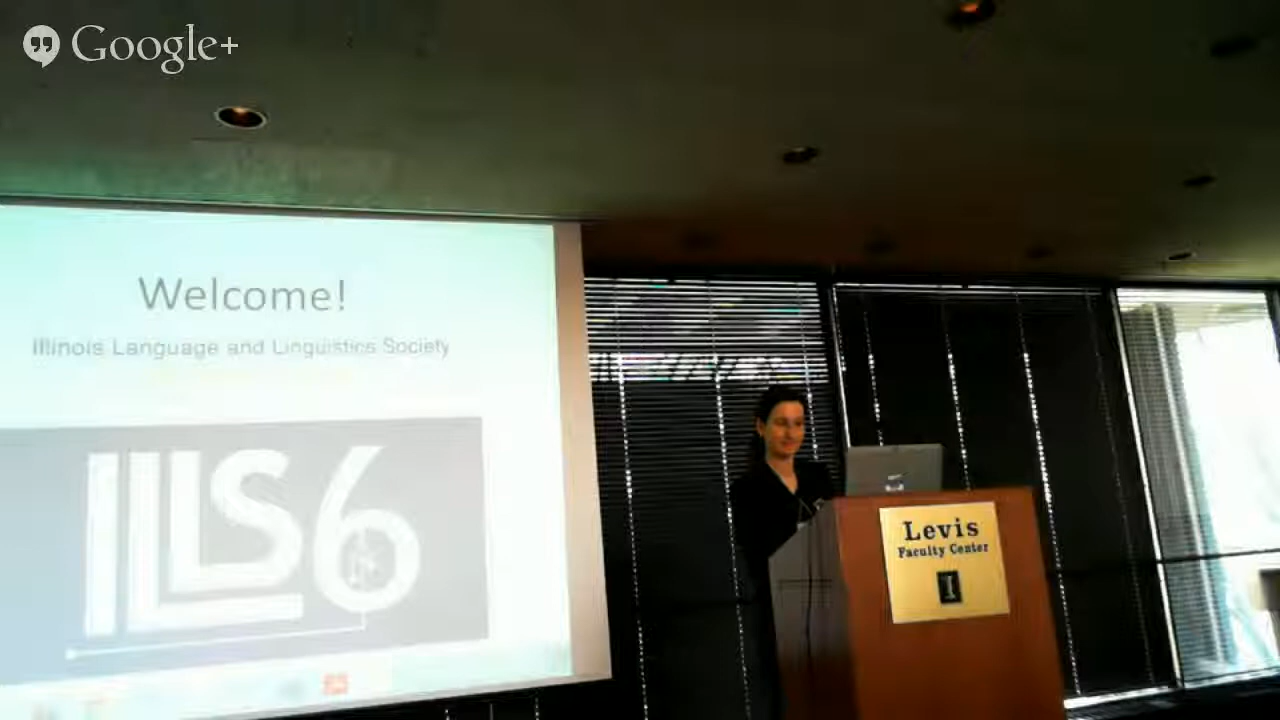 Google+
Welcome!
Illinois Language and Linguistics Society
ILLS6
Levis
Faculty Center
I